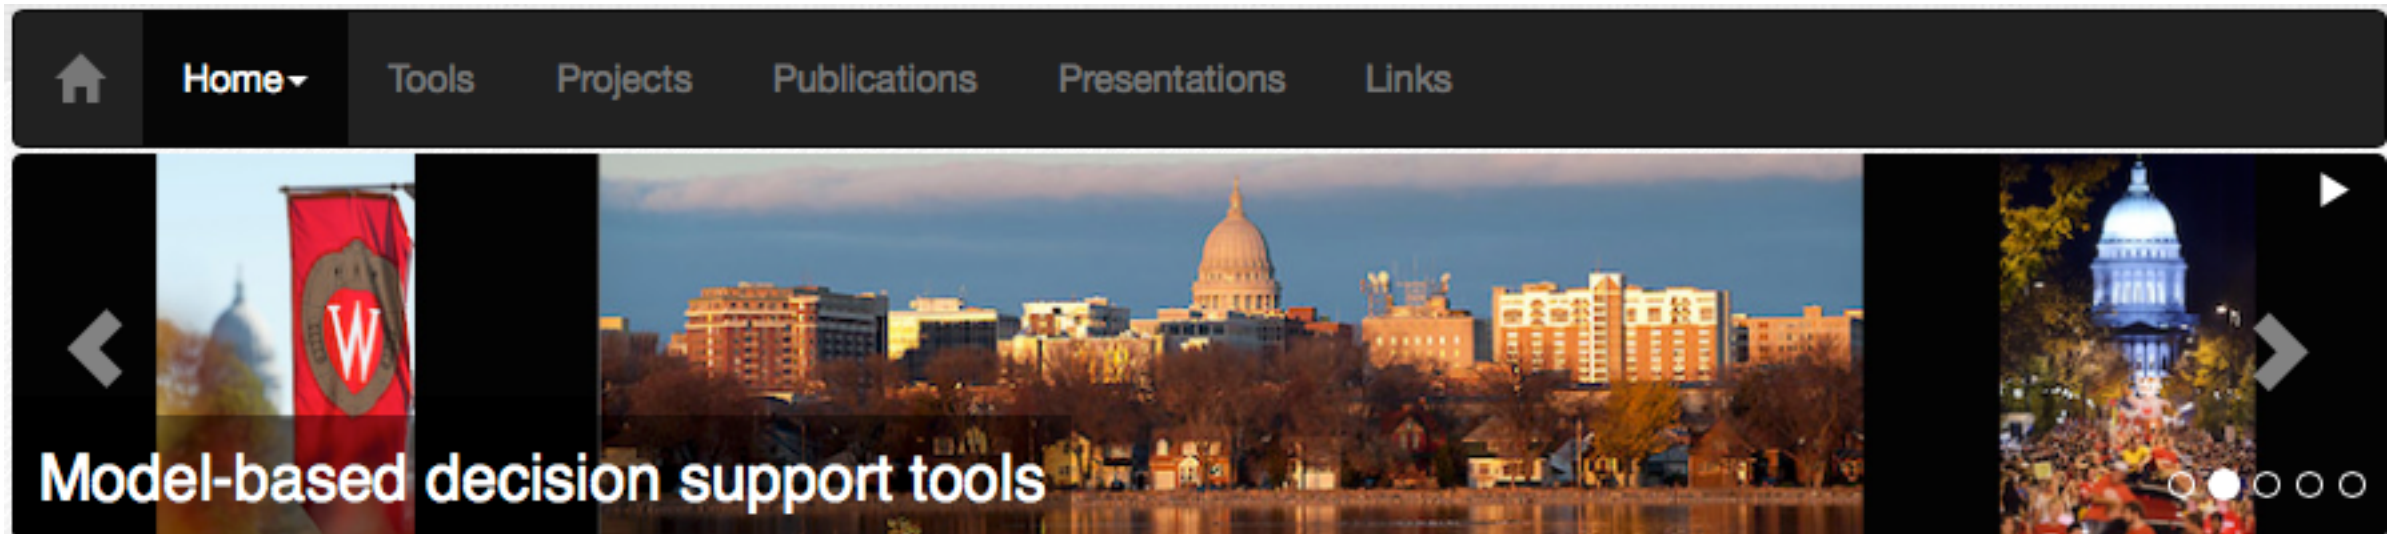 Home Tools Projects Publications Presentations Links
W
Model-based decision support tools